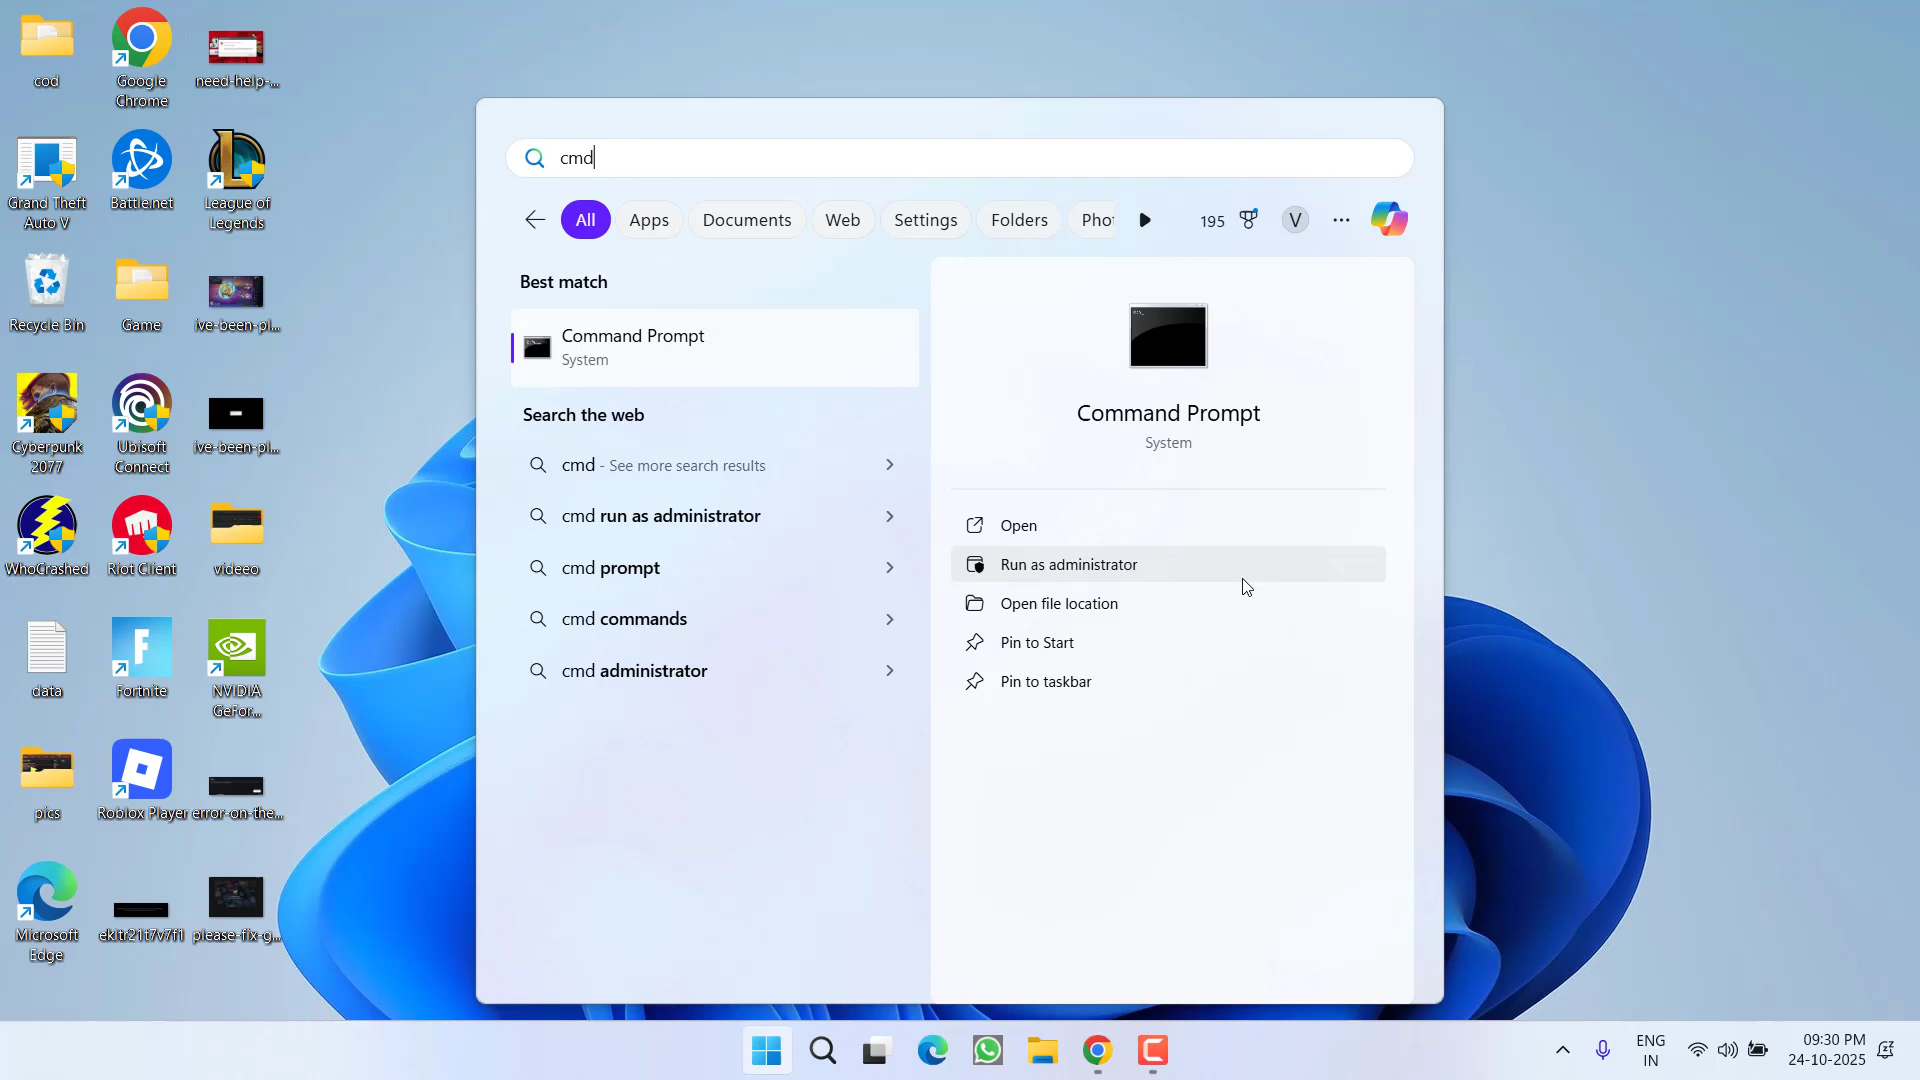 cod
Google
Chrome
need-help-...
Grand Theft
Auto V
Battle.net
League of
Legends
Recycle Bin
Game
ive-been-pl...
Cyberpunk
2077
Ubisoft
Connect
ive-been-pl...
WhoCrashed
Riot Client
videeo
data
Fortnite
NVIDIA
GeFor...
pics
Roblox Player
error-on-the...
Microsoft
Edge
ekitr21t7v7f1
please-fix-g...
cmd
All
Apps
Documents
Web
Settings
Folders
Phot
195
V
Best match
Command Prompt
System
Search the web
cmd - See more search results
cmd run as administrator
cmd prompt
cmd commands
cmd administrator
Command Prompt
System
Open
Run as administrator
Open file location
Pin to Start
Pin to taskbar
ENG
IN
09:30 PM
24-10-2025